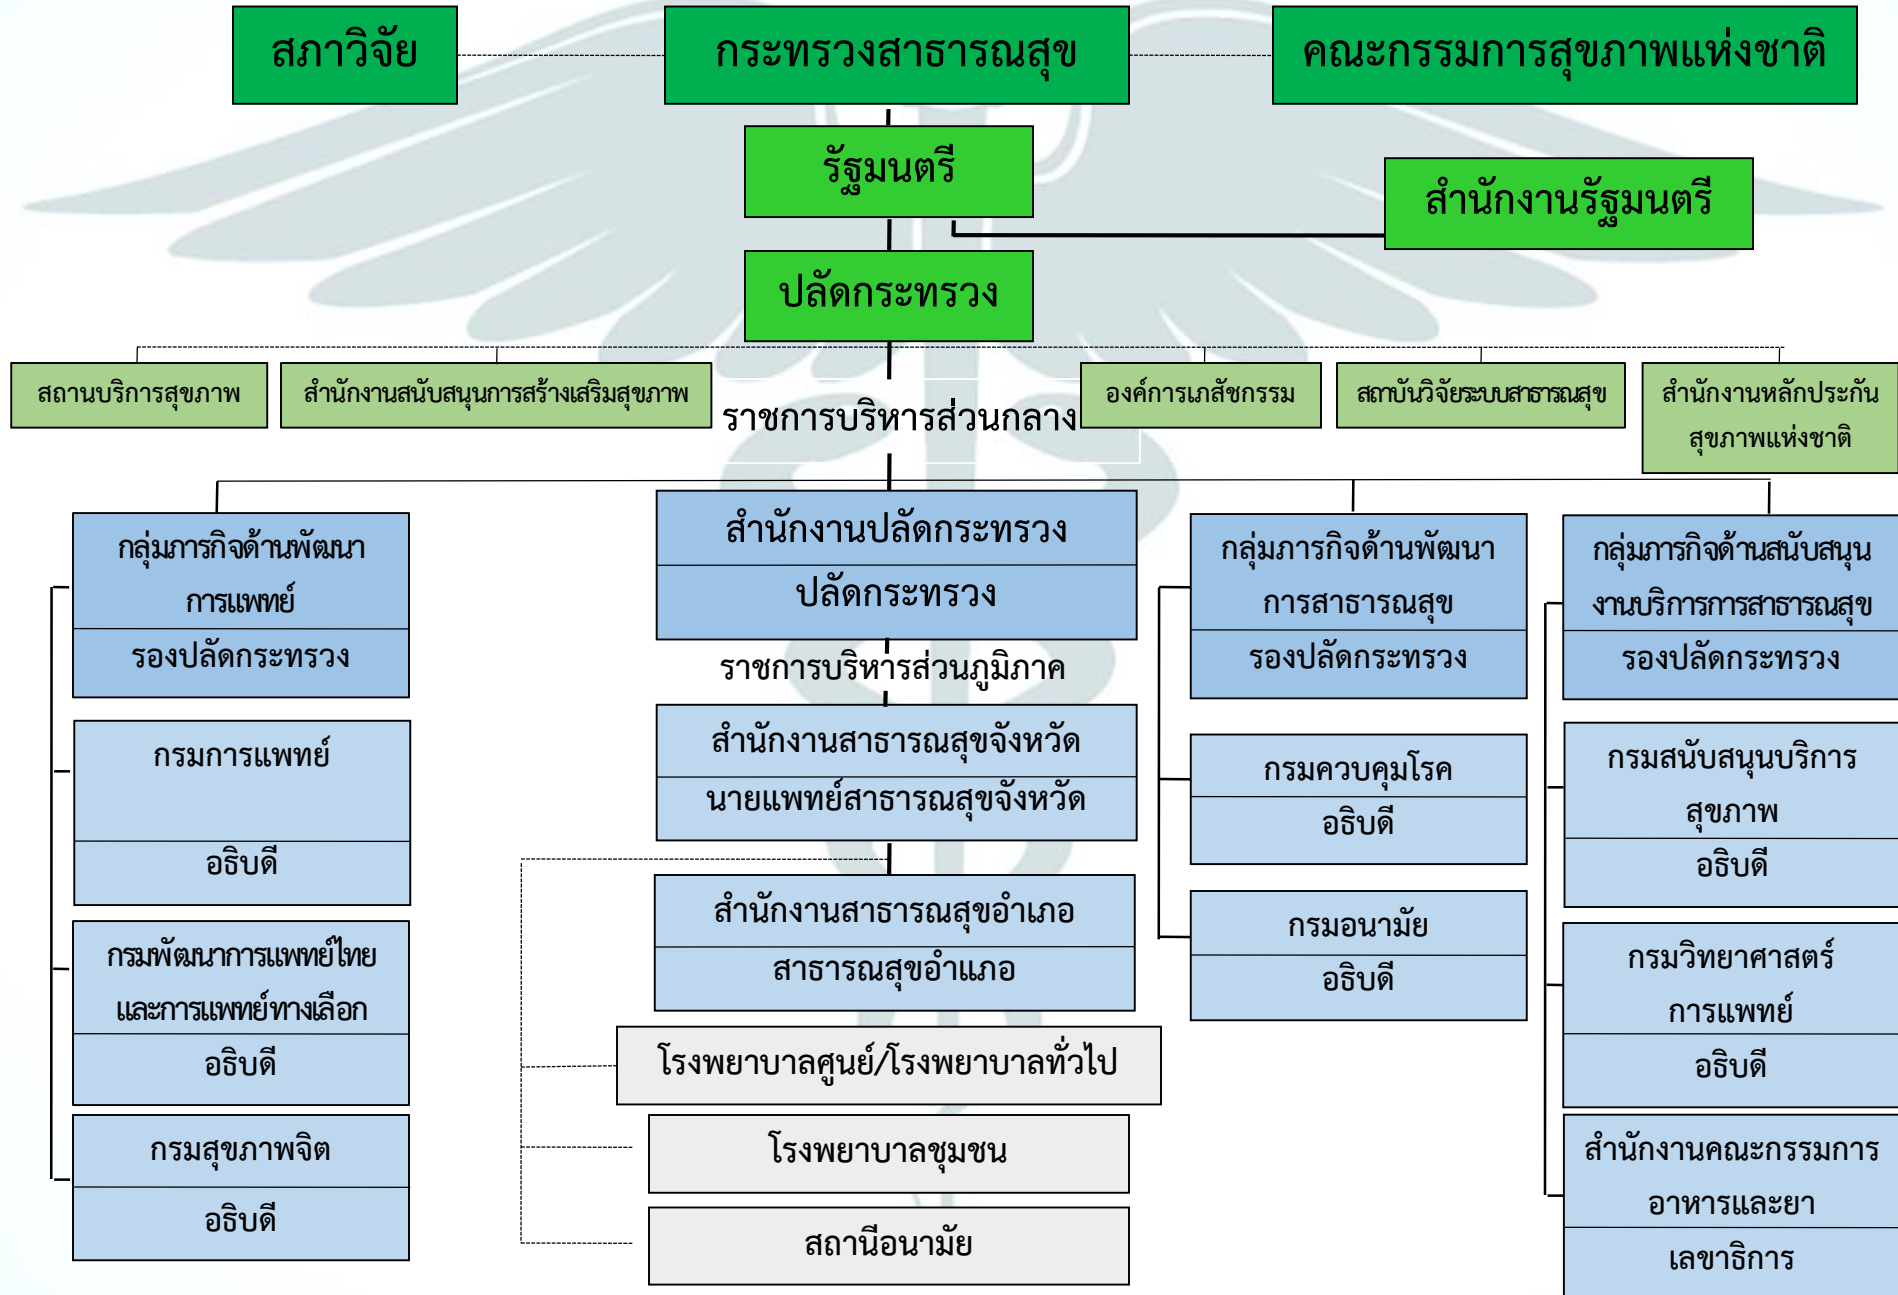 สภาวิจัย
กระทรวงสาธารณสุข
คณะกรรมการสุขภาพแห่งชาติ
รัฐมนตรี
สำนักงานรัฐมนตรี
ปลัดกระทรวง
สถานบริการสุขภาพ
สำนักงานสนับสนุนการสร้างเสริมสุขภาพ
องค์การเภสัชกรรม
สถาบันวิจัยระบบสาธารณสุข
สำนักงานหลักประกัน
สุขภาพแห่งชาติ
ราชการบริหารส่วนกลาง
กลุ่มภารกิจด้านพัฒนา
การแพทย์
รองปลัดกระทรวง
กรมการแพทย์
อธิบดี
กรมพัฒนาการแพทย์ไทย
และการแพทย์ทางเลือก
อธิบดี
กรมสุขภาพจิต
อธิบดี
สำนักงานปลัดกระทรวง
ปลัดกระทรวง
ราชการบริหารส่วนภูมิภาค
สำนักงานสาธารณสุขจังหวัด
นายแพทย์สาธารณสุขจังหวัด
สำนักงานสาธารณสุขอำเภอ
สาธารณสุขอำแภอ
โรงพยาบาลศูนย์/โรงพยาบาลทั่วไป
โรงพยาบาลชุมชน
สถานีอนามัย
กลุ่มภารกิจด้านพัฒนา
การสาธารณสุข
รองปลัดกระทรวง
กรมควบคุมโรค
อธิบดี
กรมอนามัย
อธิบดี
กลุ่มภารกิจด้านสนับสนุน
งานบริการการสาธารณสุข
รองปลัดกระทรวง
กรมสนับสนุนบริการ
สุขภาพ
อธิบดี
กรมวิทยาศาสตร์
การแพทย์
อธิบดี
สำนักงานคณะกรรมการ
อาหารและยา
เลขาธิการ